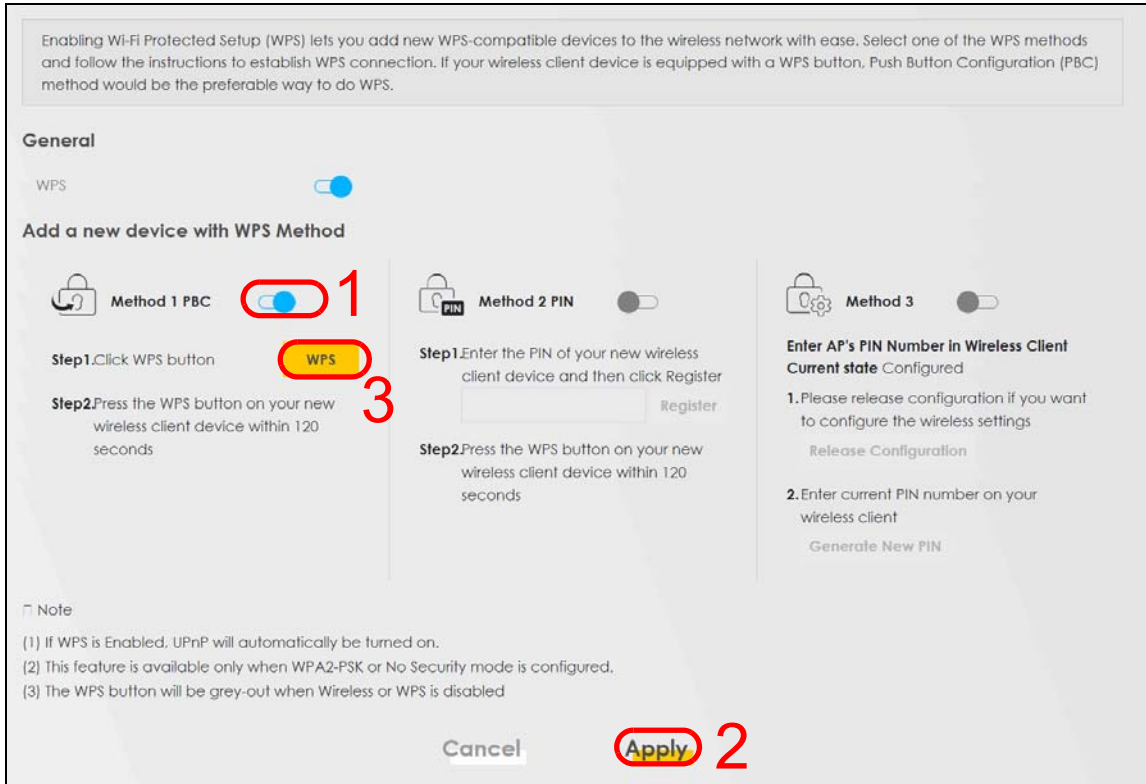 Enabling Wi-Fi Protected Setup (WPS) lets you add new WPS-compatible devices to the wireless network with ease. Select one of the WPS methods
and follow the instructions to establish WPS connection. If your wireless client device is equipped with a WPS button, Push Button Configuration (PBC)
method would be the preferable way to do WPS.
General
WPS
Add a new device with WPS Method
Method 1 PBC
1
Step1.Click WPS button
WPS
3
Step2.Press the WPS button on your new
wireless client device within 120
seconds
PIN
Method 2 PIN
Step1.Enter the PIN of your new wireless
client device and then click Register
Register
Step2.Press the WPS button on your new
wireless client device within 120
seconds
Method 3
Enter AP's PIN Number in Wireless Client
Current state Configured
1.Please release configuration if you want
to configure the wireless settings
Release Configuration
2.Enter current PIN number on your
wireless client
Generate New PIN
Note
(1) If WPS is Enabled, UPnP will automatically be turned on.
(2) This feature is available only when WPA2-PSK or No Security mode is configured.
(3) The WPS button will be grey-out when Wireless or WPS is disabled
Cancel
Apply
2